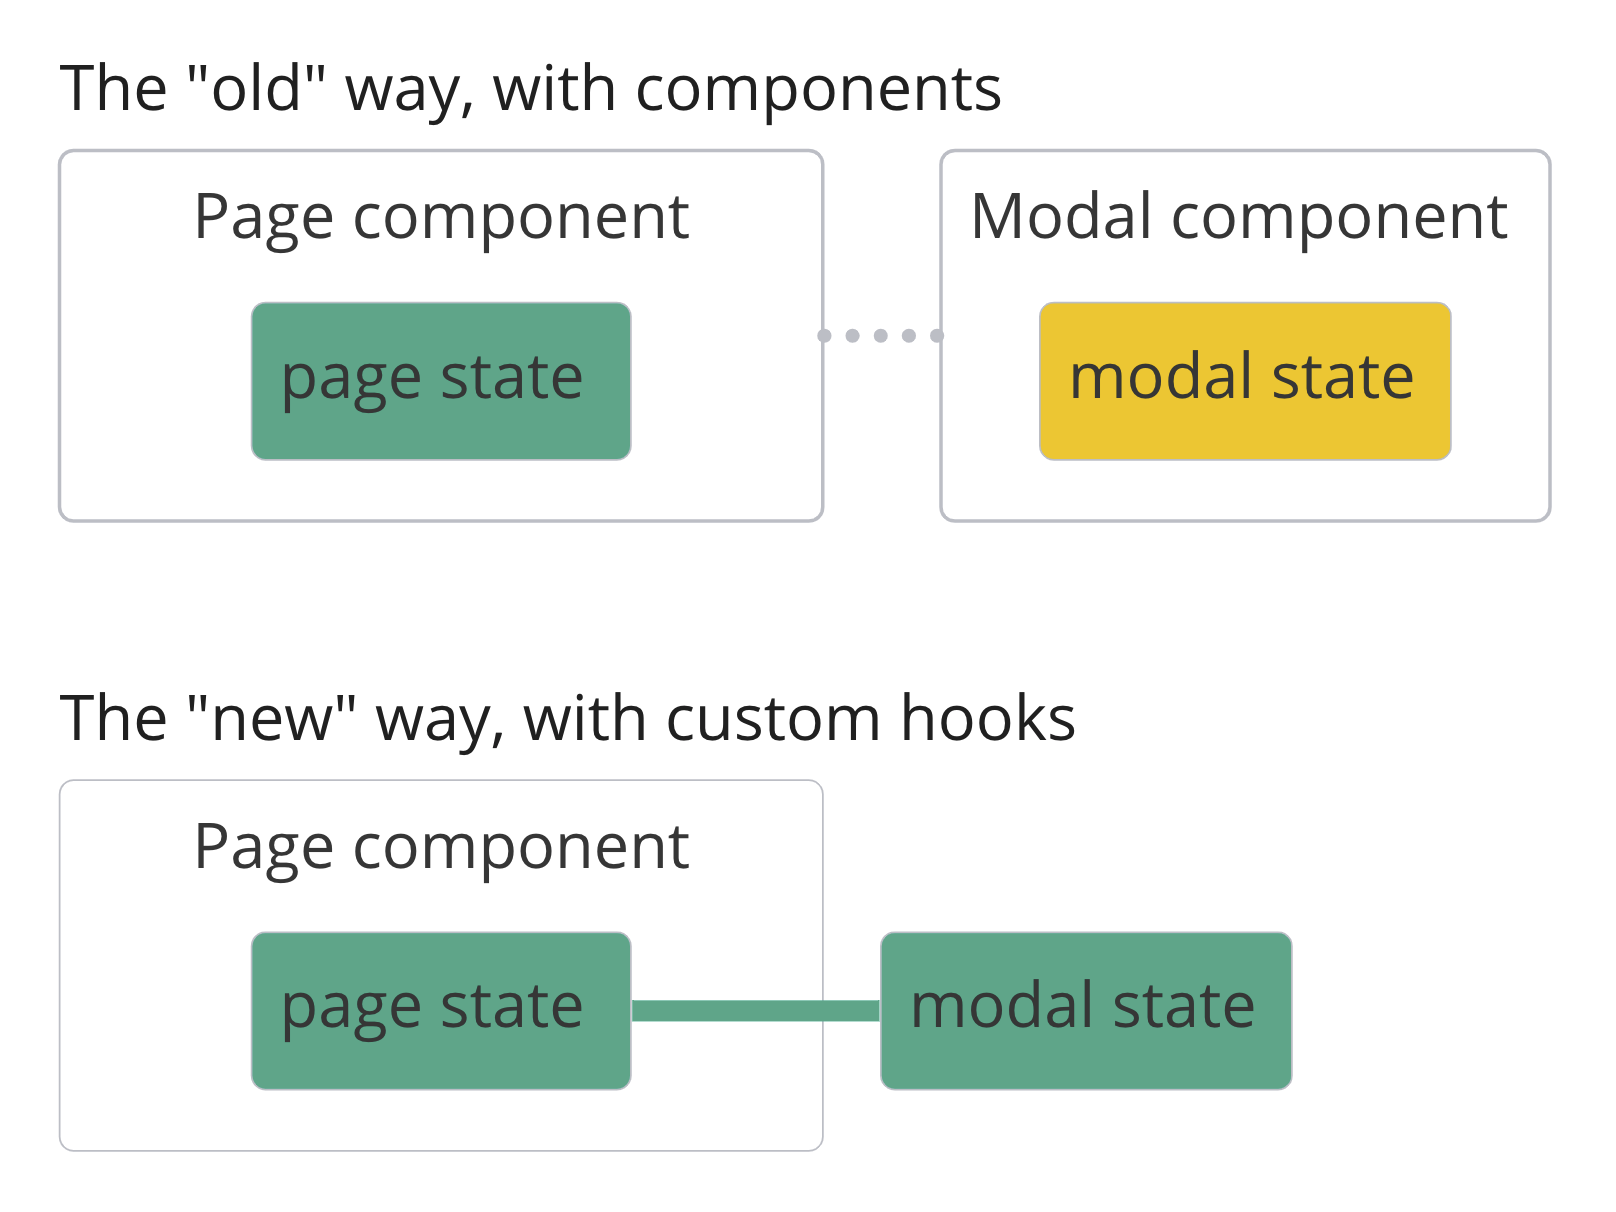 The "old" way, with components
Page component
Modal component
page state
modal state
The "new" way, with custom hooks
Page component
page state
modal state